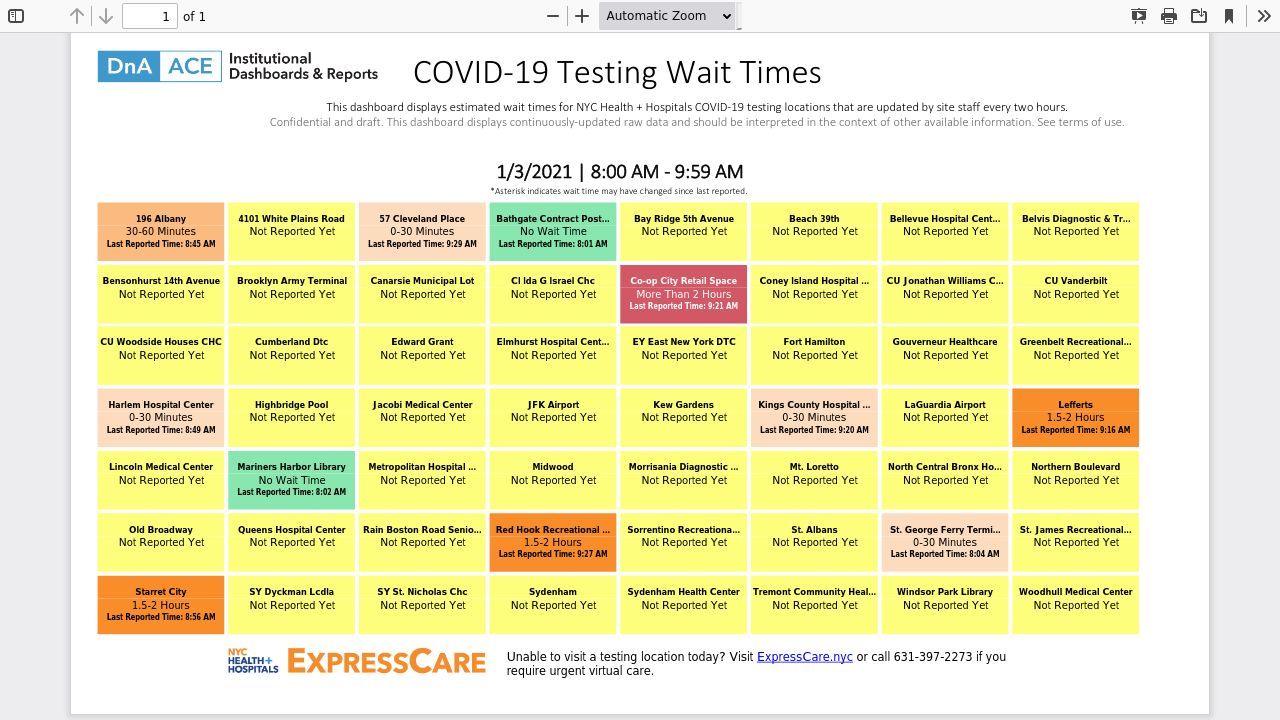 1
of 1
Automatic Zoom
DnA ACE
Institutional
Dashboards & Reports
COVID-19 Testing Wait Times
This dashboard displays estimated wait times for NYC Health + Hospitals COVID-19 testing locations that are updated by site staff every two hours.
Confidential and draft. This dashboard displays continuously-updated raw data and should be interpreted in the context of other available information. See terms of use.
1/3/2021 | 8:00 AM - 9:59 AM
*Asterisk indicates wait time may have changed since last reported.
196 Albany
30-60 Minutes
Last Reported Time: 8:45 AM
4101 White Plains Road
Not Reported Yet
57 Cleveland Place
0-30 Minutes
Last Reported Time: 9:29 AM
Bathgate Contract Post...
No Wait Time
Last Reported Time: 8:01 AM
Bay Ridge 5th Avenue
Not Reported Yet
Beach 39th
Not Reported Yet
Bellevue Hospital Cent...
Not Reported Yet
Belvis Diagnostic & Tr...
Not Reported Yet
Bensonhurst 14th Avenue
Not Reported Yet
Brooklyn Army Terminal
Not Reported Yet
Canarsie Municipal Lot
Not Reported Yet
CI Ida G Israel Chc
Not Reported Yet
Co-op City Retail Space
More Than 2 Hours
Last Reported Time: 9:21 AM
Coney Island Hospital ...
Not Reported Yet
CU Jonathan Williams C...
Not Reported Yet
CU Vanderbilt
Not Reported Yet
CU Woodside Houses CHC
Not Reported Yet
Cumberland Dtc
Not Reported Yet
Edward Grant
Not Reported Yet
Elmhurst Hospital Cent...
Not Reported Yet
EY East New York DTC
Not Reported Yet
Fort Hamilton
Not Reported Yet
Gouverneur Healthcare
Not Reported Yet
Greenbelt Recreational...
Not Reported Yet
Harlem Hospital Center
0-30 Minutes
Last Reported Time: 8:49 AM
Highbridge Pool
Not Reported Yet
Jacobi Medical Center
Not Reported Yet
JFK Airport
Not Reported Yet
Kew Gardens
Not Reported Yet
Kings County Hospital ...
0-30 Minutes
Last Reported Time: 9:20 AM
LaGuardia Airport
Not Reported Yet
Lefferts
1.5-2 Hours
Last Reported Time: 9:16 AM
Lincoln Medical Center
Not Reported Yet
Mariners Harbor Library
No Wait Time
Last Reported Time: 8:02 AM
Metropolitan Hospital ...
Not Reported Yet
Midwood
Not Reported Yet
Morrisania Diagnostic ...
Not Reported Yet
Mt. Loretto
Not Reported Yet
North Central Bronx Ho...
Not Reported Yet
Northern Boulevard
Not Reported Yet
Old Broadway
Not Reported Yet
Queens Hospital Center
Not Reported Yet
Rain Boston Road Senio...
Not Reported Yet
Red Hook Recreational ...
1.5-2 Hours
Last Reported Time: 9:27 AM
Sorrentino Recreationa...
Not Reported Yet
St. Albans
Not Reported Yet
St. George Ferry Termi...
0-30 Minutes
Last Reported Time: 8:04 AM
St. James Recreational...
Not Reported Yet
Starret City
1.5-2 Hours
Last Reported Time: 8:56 AM
SY Dyckman Lcdla
Not Reported Yet
SY St. Nicholas Chc
Not Reported Yet
Sydenham
Not Reported Yet
Sydenham Health Center
Not Reported Yet
Tremont Community Heal...
Not Reported Yet
Windsor Park Library
Not Reported Yet
Woodhull Medical Center
Not Reported Yet
NYC
HEALTH+
HOSPITALS
EXPRESSCARE
Unable to visit a testing location today? Visit ExpressCare.nyc or call 631-397-2273 if you
require urgent virtual care.